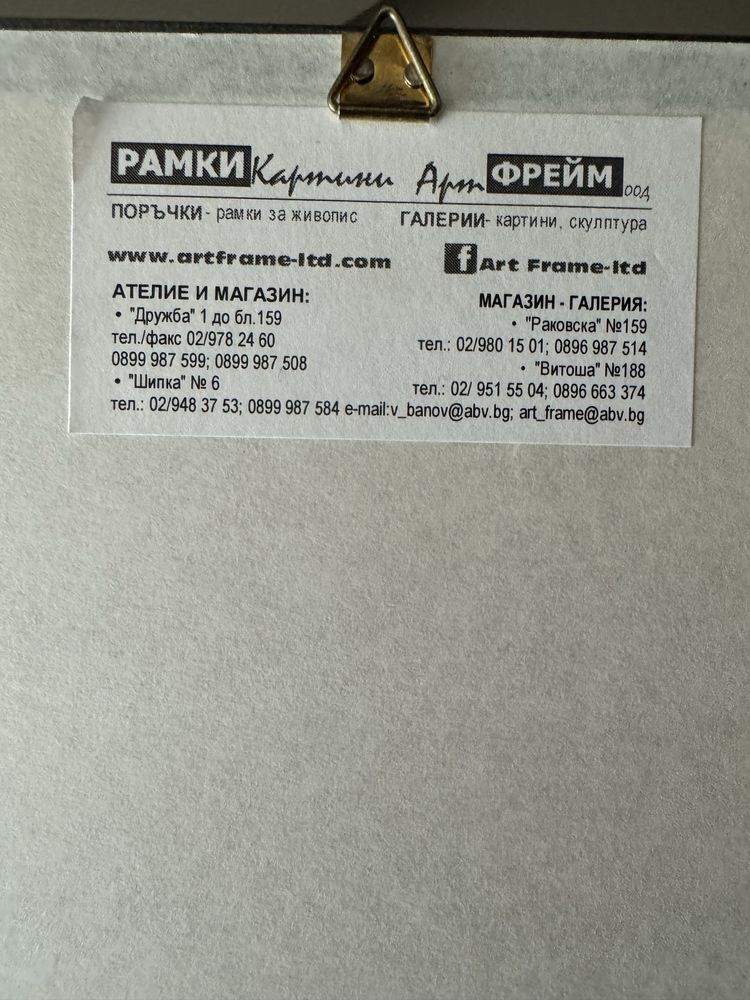 РАМКИ Картини Арт ФРЕЙМ ООД
ПОРЪЧКИ- рамки за живопис ГАЛЕРИИ- картини, скулптура
www.artframe-ltd.com f Art Frame-ltd
АТЕЛИЕ И МАГАЗИН:
• "Дружба" 1 до бл.159
тел./факс 02/978 24 60
0899 987 599; 0899 987 508
• "Шипка" № 6
МАГАЗИН - ГАЛЕРИЯ:
• "Раковска" №159
тел.: 02/980 15 01; 0896 987 514
• "Витоша" №188
тел.: 02/ 951 55 04; 0896 663 374
тел.: 02/948 37 53; 0899 987 584 e-mail:v_banov@abv.bg; art_frame@abv.bg